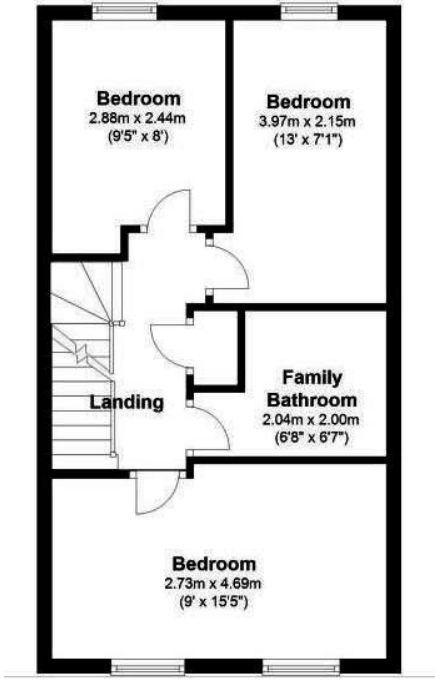 Bedroom
2.88m x 2.44m
(9'5" x 8')
Bedroom
3.97m x 2.15m
(13' x 7'1")
Landing
Family
Bathroom
2.04m x 2.00m
(6'8" x 6'7")
Bedroom
2.73m x 4.69m
(9' x 15'5")